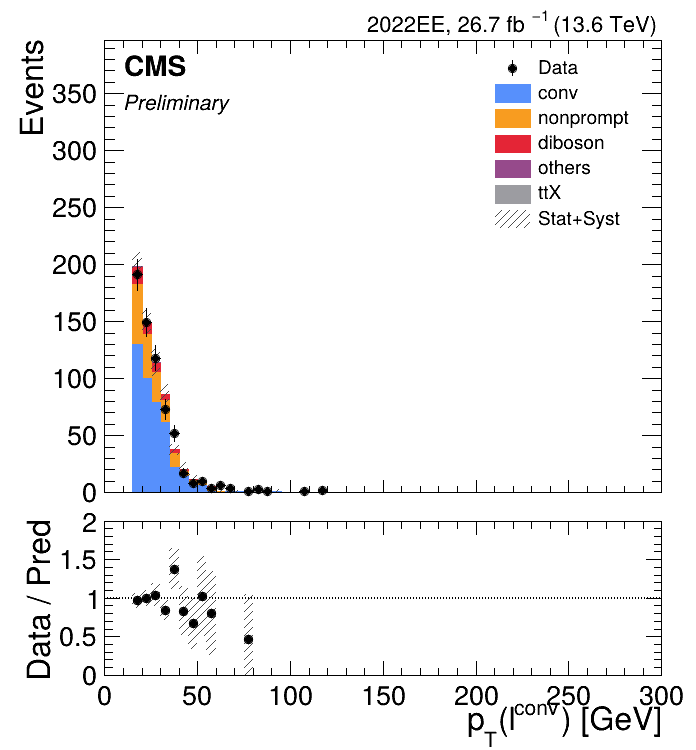 2022EE, 26.7 fb⁻¹ (13.6 TeV)
CMS
Preliminary
Events
350
300
250
200
150
100
50
0
Data
conv
nonprompt
diboson
others
ttX
Stat+Syst
Data / Pred
2
1.5
1
0.5
0
0 50 100 150 200 250 300
p_T(l^conv) [GeV]